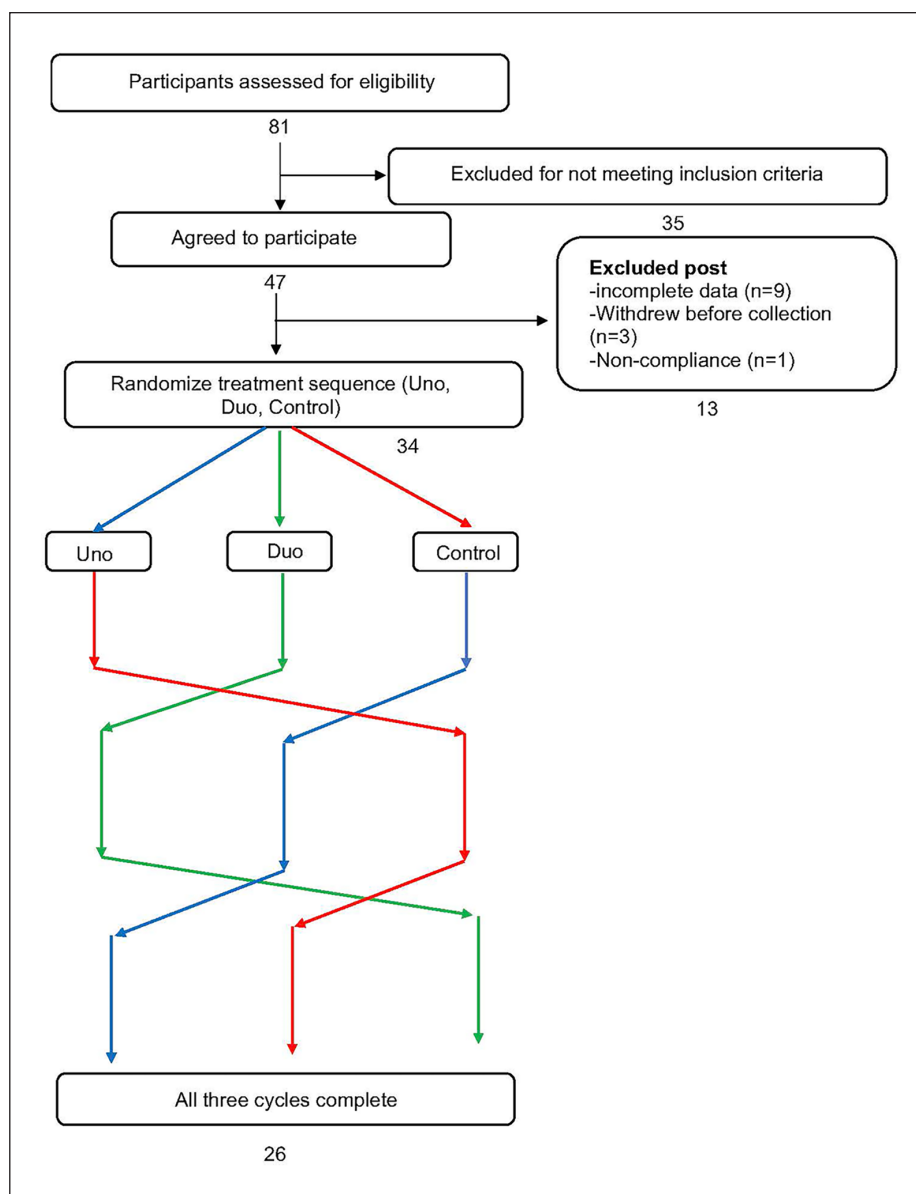 Participants assessed for eligibility
81
Excluded for not meeting inclusion criteria
35
Agreed to participate
47
Excluded post
-incomplete data (n=9)
-Withdrew before collection
(n=3)
-Non-compliance (n=1)
13
Randomize treatment sequence (Uno,
Duo, Control)
34
Uno
Duo
Control
All three cycles complete
26